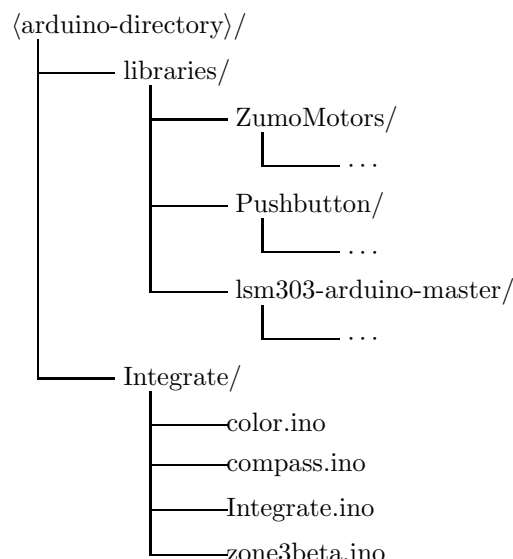 ⟨arduino-directory⟩/
libraries/
ZumoMotors/
...
Pushbutton/
...
lsm303-arduino-master/
...
Integrate/
color.ino
compass.ino
Integrate.ino
zone3beta.ino